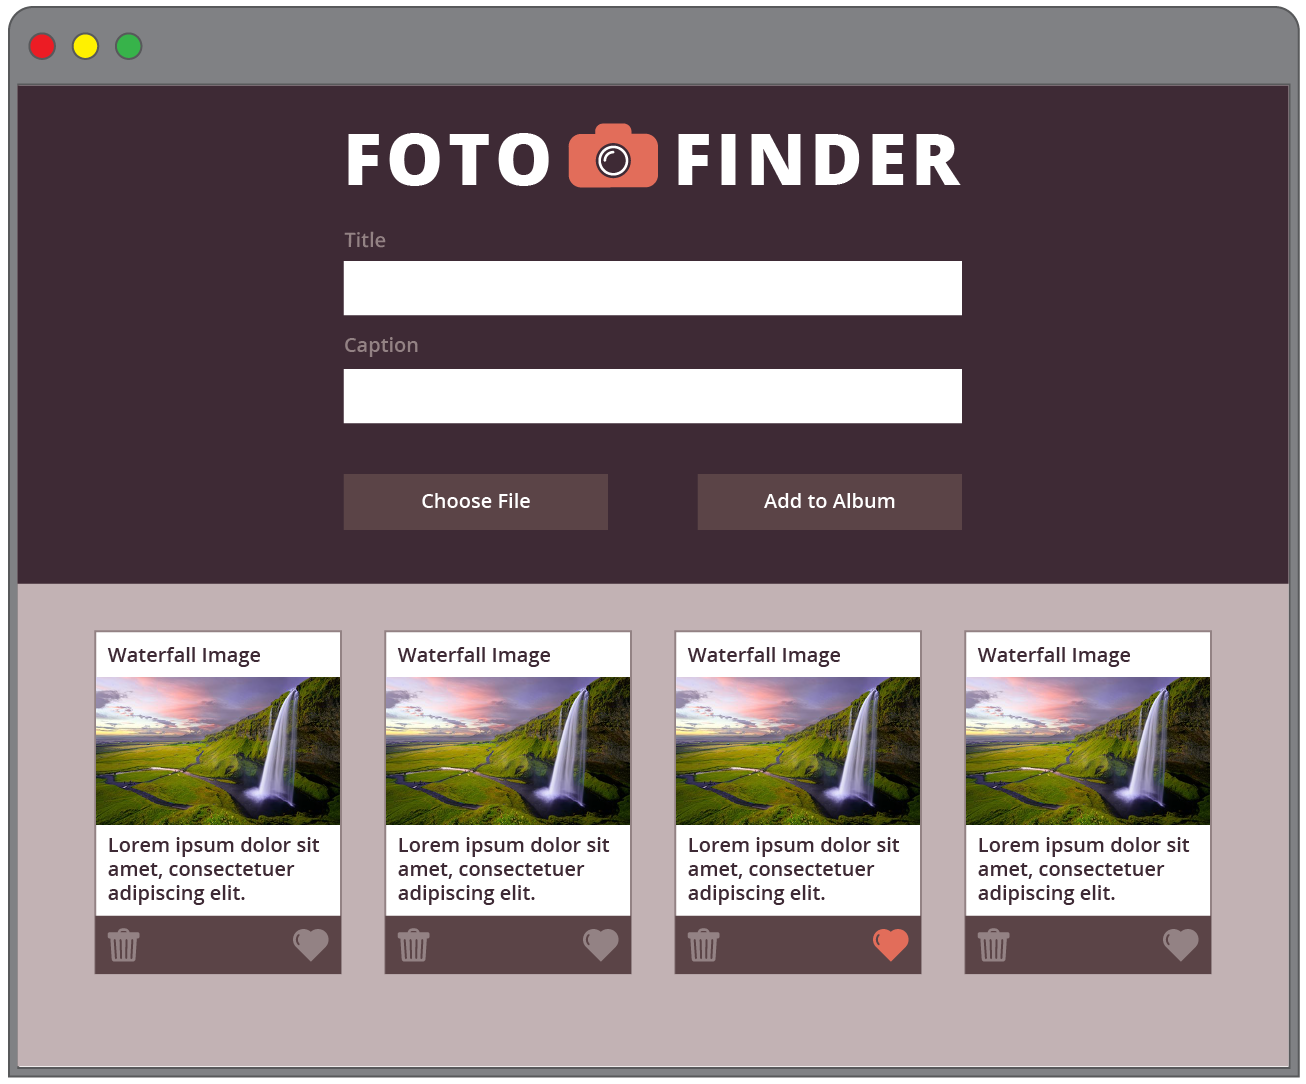 FOTO FINDER
Title
Caption
Choose File
Add to Album
Waterfall Image
Lorem ipsum dolor sit
amet, consectetuer
adipiscing elit.
Waterfall Image
Lorem ipsum dolor sit
amet, consectetuer
adipiscing elit.
Waterfall Image
Lorem ipsum dolor sit
amet, consectetuer
adipiscing elit.
Waterfall Image
Lorem ipsum dolor sit
amet, consectetuer
adipiscing elit.